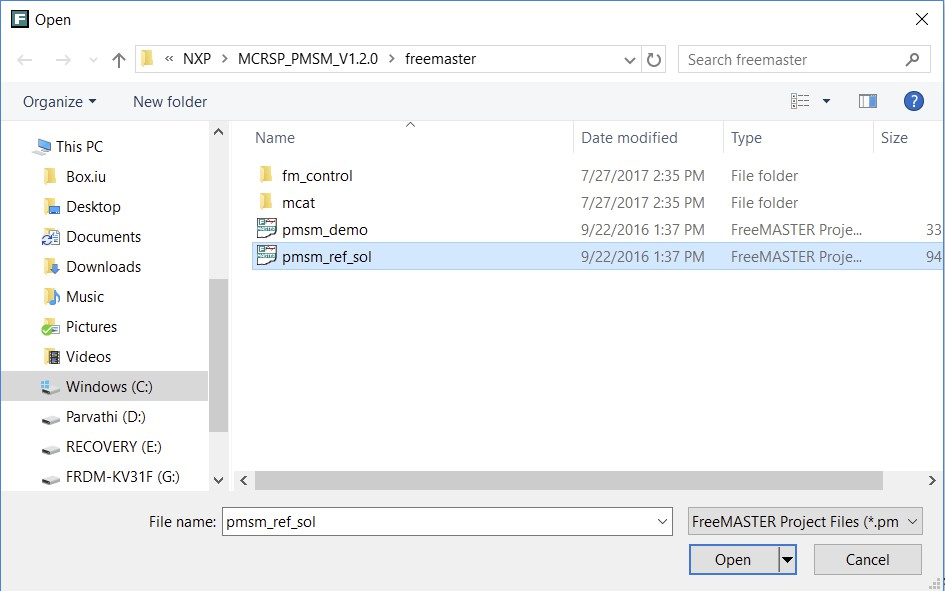 Open
« NXP > MCRSP_PMSM_V1.2.0 > freemaster
Search freemaster
Organize
New folder
Name
Date modified
Type
Size
This PC
Box.iu
Desktop
Documents
Downloads
Music
Pictures
Videos
Windows (C:)
Parvathi (D:)
RECOVERY (E:)
FRDM-KV31F (G:)
fm_control 7/27/2017 2:35 PM File folder
mcat 7/27/2017 2:35 PM File folder
pmsm_demo 9/22/2016 1:37 PM FreeMASTER Proje... 33
pmsm_ref_sol 9/22/2016 1:37 PM FreeMASTER Proje... 94
File name: pmsm_ref_sol
FreeMASTER Project Files (*.pm
Open
Cancel